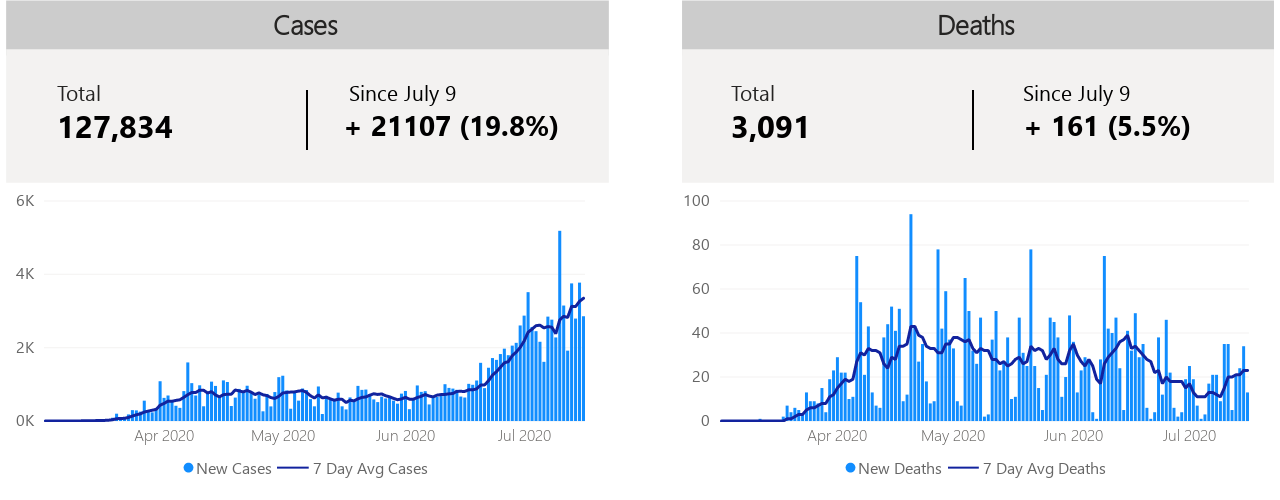 Cases
Total
127,834
Since July 9
+ 21107 (19.8%)
6K
4K
2K
0K
Apr 2020
May 2020
Jun 2020
Jul 2020
New Cases
7 Day Avg Cases
Deaths
Total
3,091
Since July 9
+ 161 (5.5%)
100
80
60
40
20
0
Apr 2020
May 2020
Jun 2020
Jul 2020
New Deaths
7 Day Avg Deaths